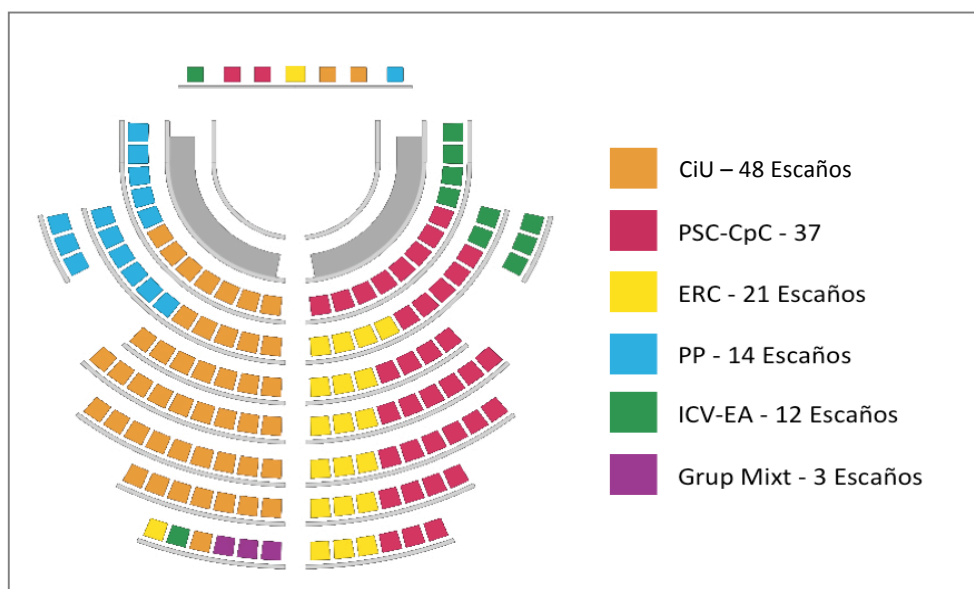 CiU – 48 Escaños
PSC-CpC - 37
ERC - 21 Escaños
PP - 14 Escaños
ICV-EA - 12 Escaños
Grup Mixt - 3 Escaños